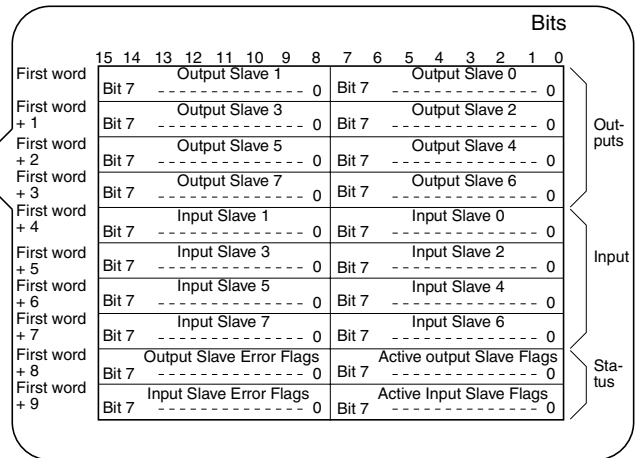 Bits
15 14 13 12 11 10 9 8 7 6 5 4 3 2 1 0
First word
Output Slave 1 Output Slave 0
Bit 7 - - - - - - - - - - - - - - 0 Bit 7 - - - - - - - - - - - - - - 0
First word
+ 1
Output Slave 3 Output Slave 2
Bit 7 - - - - - - - - - - - - - - 0 Bit 7 - - - - - - - - - - - - - - 0
First word
+ 2
Output Slave 5 Output Slave 4
Bit 7 - - - - - - - - - - - - - - 0 Bit 7 - - - - - - - - - - - - - - 0
First word
+ 3
Output Slave 7 Output Slave 6
Bit 7 - - - - - - - - - - - - - - 0 Bit 7 - - - - - - - - - - - - - - 0
Out-
puts
First word
+ 4
Input Slave 1 Input Slave 0
Bit 7 - - - - - - - - - - - - - - 0 Bit 7 - - - - - - - - - - - - - - 0
First word
+ 5
Input Slave 3 Input Slave 2
Bit 7 - - - - - - - - - - - - - - 0 Bit 7 - - - - - - - - - - - - - - 0
First word
+ 6
Input Slave 5 Input Slave 4
Bit 7 - - - - - - - - - - - - - - 0 Bit 7 - - - - - - - - - - - - - - 0
First word
+ 7
Input Slave 7 Input Slave 6
Bit 7 - - - - - - - - - - - - - - 0 Bit 7 - - - - - - - - - - - - - - 0
Input
First word
+ 8
Output Slave Error Flags Active output Slave Flags
Bit 7 - - - - - - - - - - - - - - 0 Bit 7 - - - - - - - - - - - - - - 0
First word
+ 9
Input Slave Error Flags Active Input Slave Flags
Bit 7 - - - - - - - - - - - - - - 0 Bit 7 - - - - - - - - - - - - - - 0
Sta-
tus